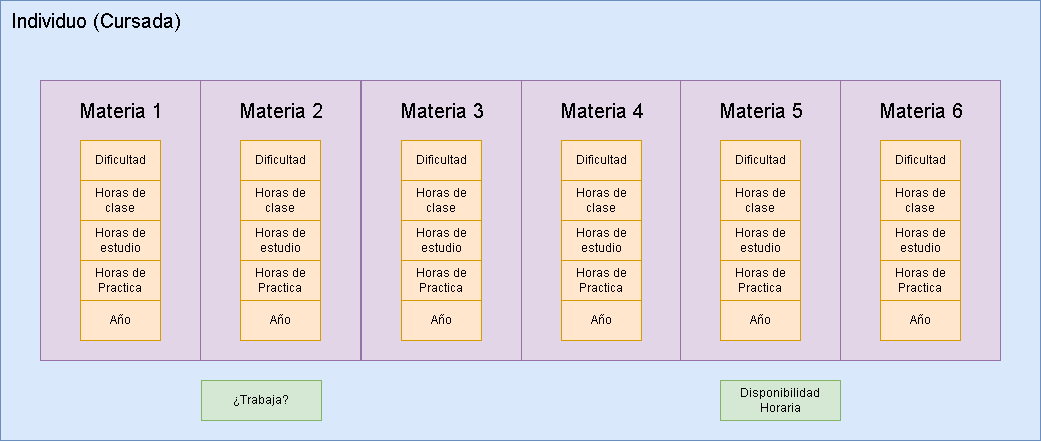 Individuo (Cursada)
Materia 1
Dificultad
Horas de
clase
Horas de
estudio
Horas de
Practica
Año
Materia 2
Dificultad
Horas de
clase
Horas de
estudio
Horas de
Practica
Año
Materia 3
Dificultad
Horas de
clase
Horas de
estudio
Horas de
Practica
Año
Materia 4
Dificultad
Horas de
clase
Horas de
estudio
Horas de
Practica
Año
Materia 5
Dificultad
Horas de
clase
Horas de
estudio
Horas de
Practica
Año
Materia 6
Dificultad
Horas de
clase
Horas de
estudio
Horas de
Practica
Año
¿Trabaja?
Disponibilidad
Horaria